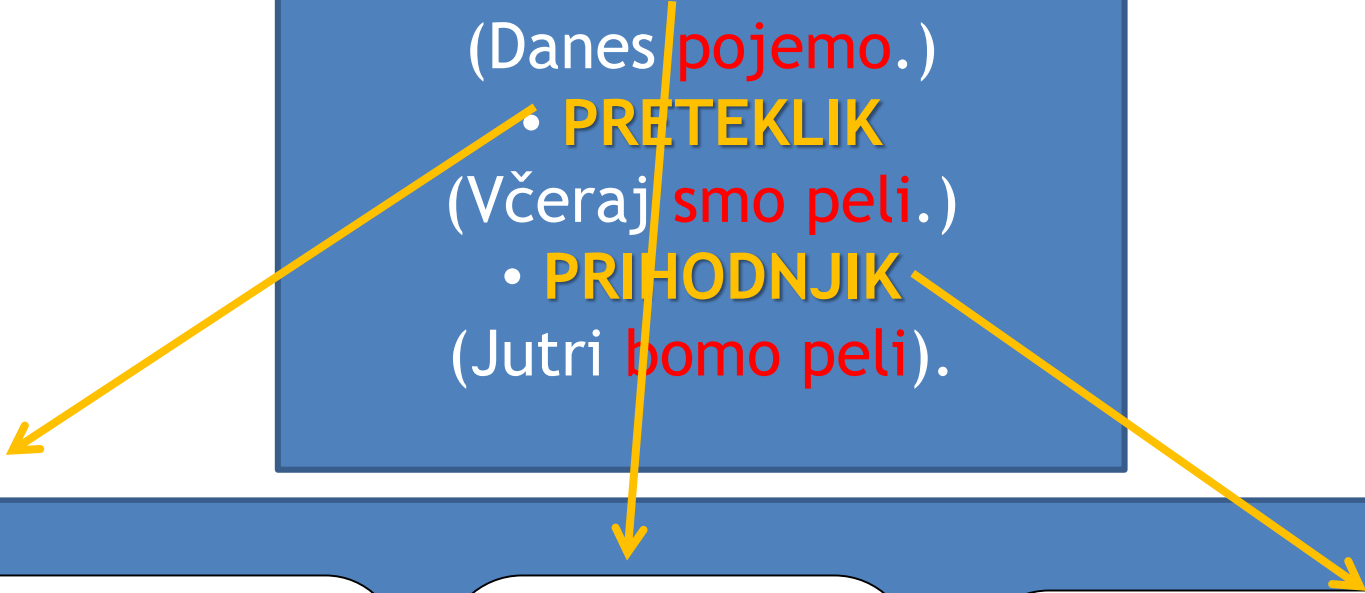 (Danes pojemo.)
• PRETEKLIK
(Včeraj smo peli.)
• PRIHODNJIK
(Jutri bomo peli).